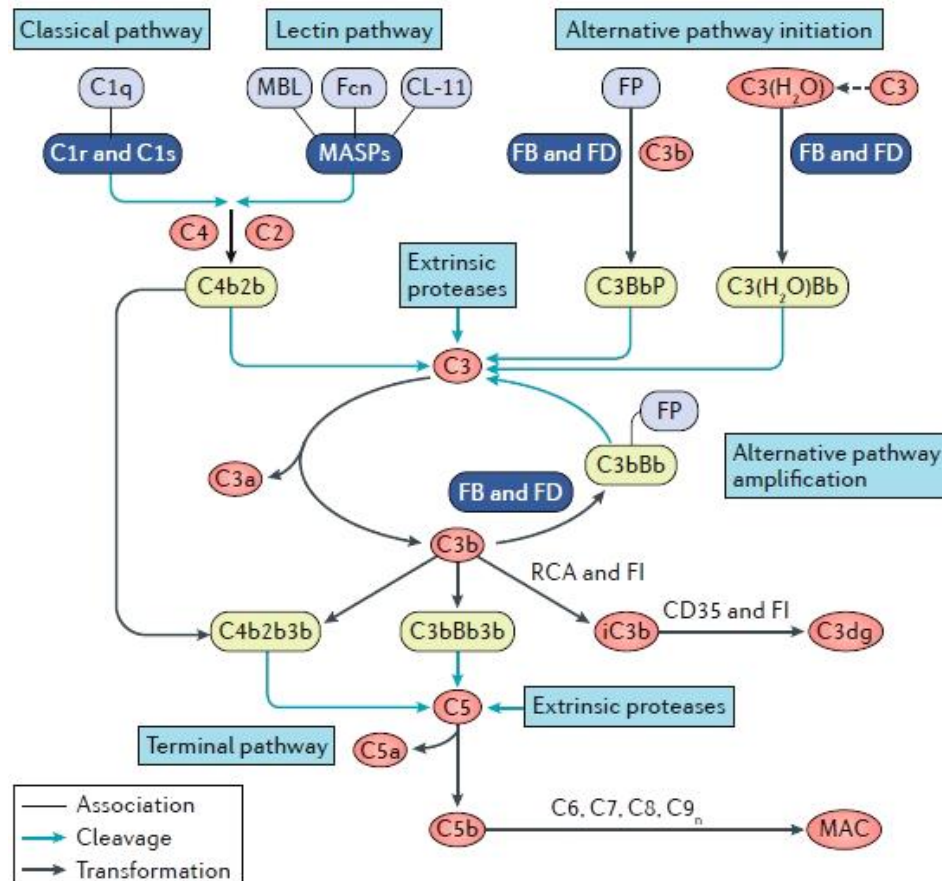 Classical pathway
Lectin pathway
Alternative pathway initiation
C1q
MBL
Fcn
CL-11
FP
C3(H₂O)
C3
C1r and C1s
MASPs
FB and FD
C3b
FB and FD
C4
C2
C4b2b
Extrinsic
proteases
C3BbP
C3(H₂O)Bb
C3
FP
C3a
C3bBb
Alternative pathway
amplification
FB and FD
C3b
RCA and FI
C4b2b3b
C3bBb3b
iC3b
CD35 and FI
C3dg
C5
Extrinsic proteases
Terminal pathway
C5a
C5b
C6, C7, C8, C9ₙ
MAC
Association
Cleavage
Transformation